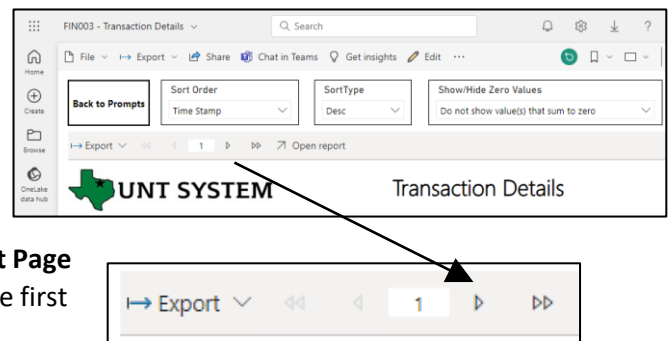 FIN003 - Transaction Details
Search
?
File Export Share Chat in Teams Get insights Edit ...
Home
Create
Browse
OneLake
data hub
Back to Prompts
Sort Order
Time Stamp
SortType
Desc
Show/Hide Zero Values
Do not show value(s) that sum to zero
Export 1 Open report
UNT SYSTEM
Transaction Details
t Page
e first
Export 1